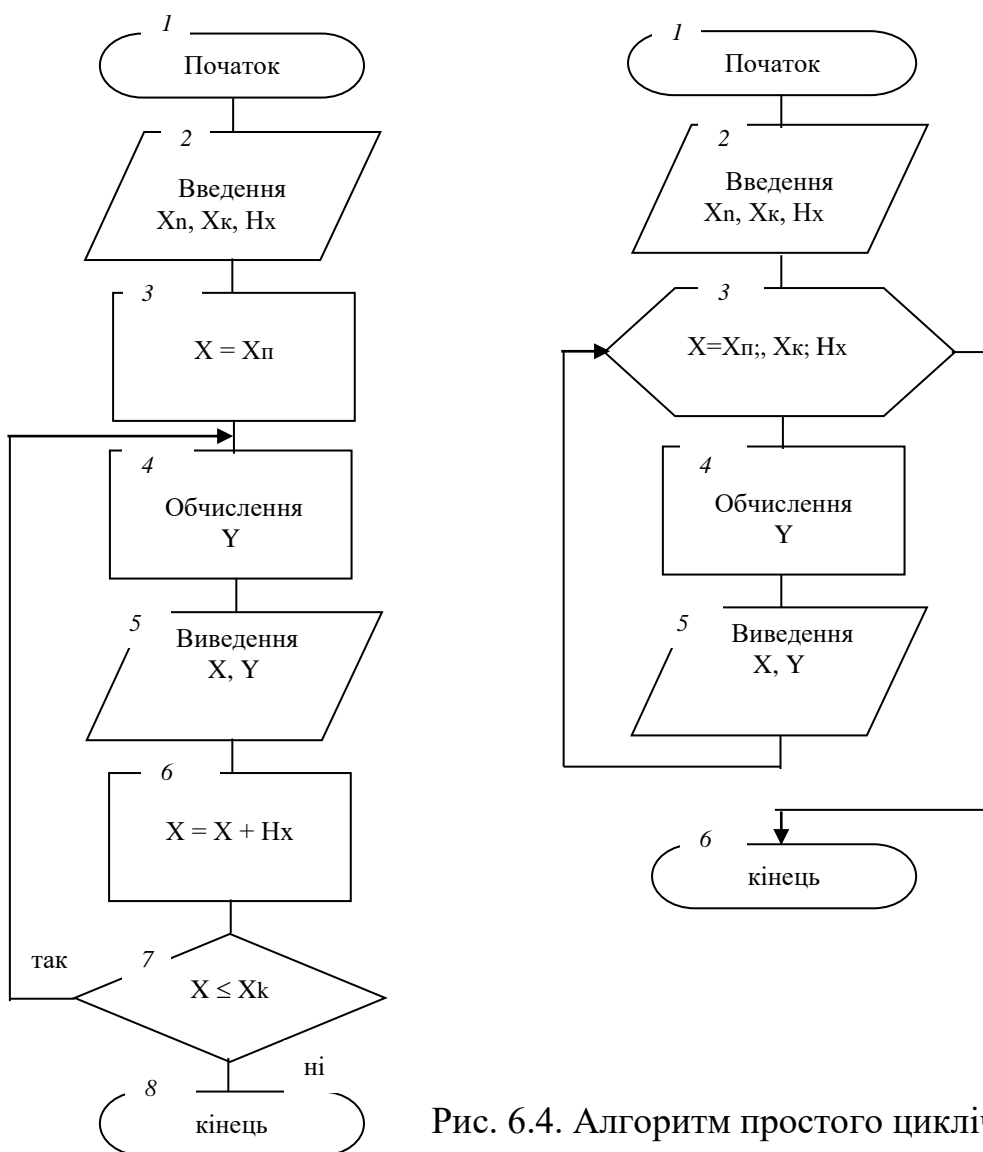 1
Початок
2
Введення
Xn, Xк, Hx
3
X = Xп
4
Обчислення
Y
5
Виведення
X, Y
6
X = X + Hx
так
7
X ≤ Xk
ні
8
кінець
1
Початок
2
Введення
Xn, Xк, Hx
3
X=Xп;, Xк; Hx
4
Обчислення
Y
5
Виведення
X, Y
6
кінець
Рис. 6.4. Алгоритм простого